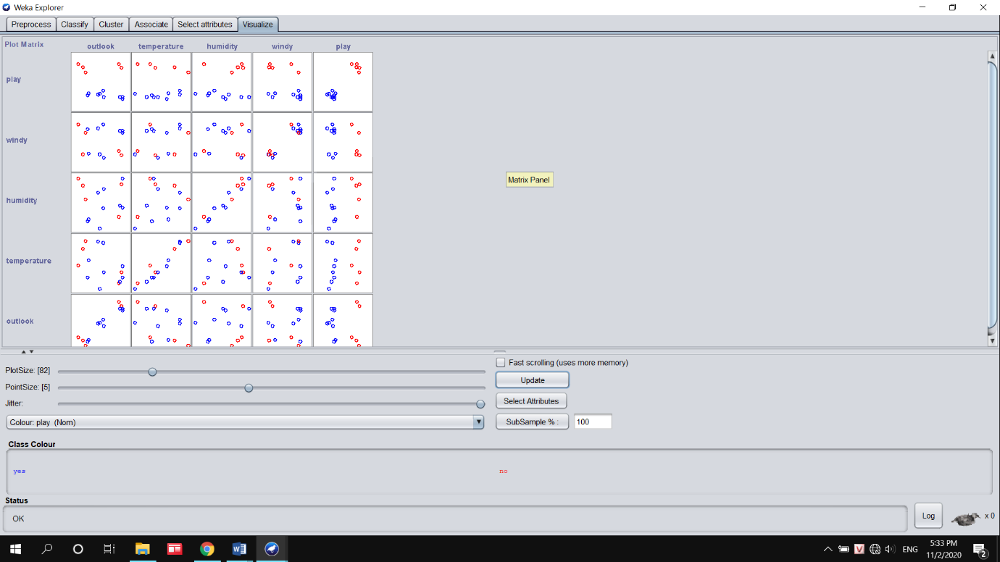 Weka Explorer
Preprocess Classify Cluster Associate Select attributes Visualize
Plot Matrix outlook temperature humidity windy play
play
windy
Matrix Panel
humidity
temperature
outlook
PlotSize: [82]
PointSize: [5]
Jitter:
Colour: play (Nom)
Fast scrolling (uses more memory)
Update
Select Attributes
SubSample % : 100
Class Colour
yes no
Status
OK
Log x 0
V ENG 5:33 PM
11/2/2020 2